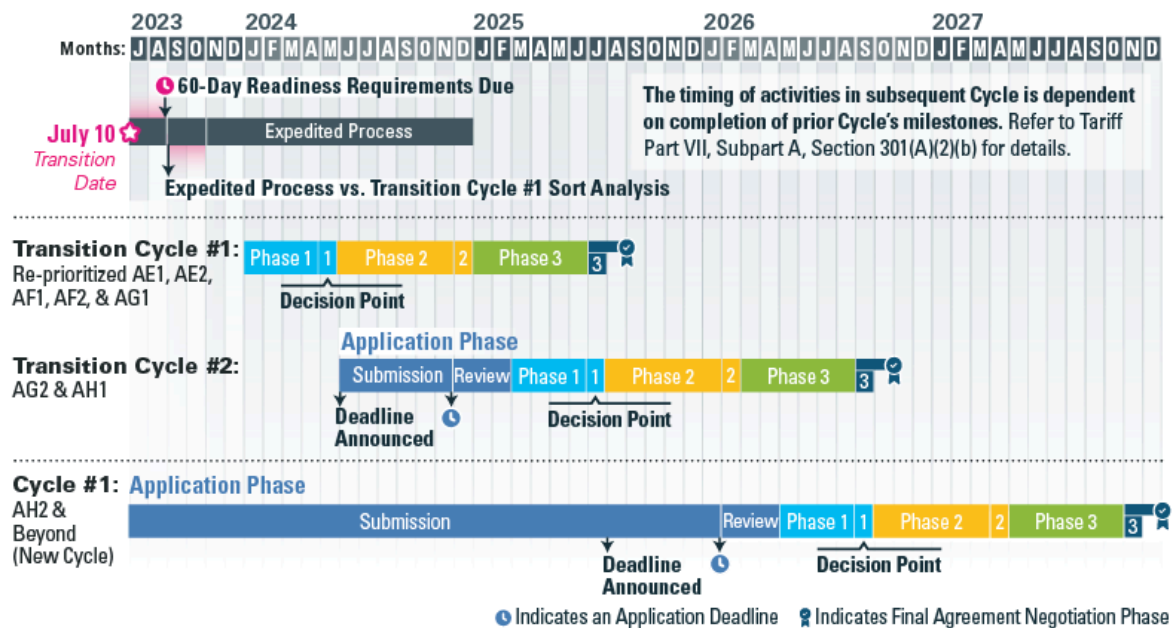 2023 2024 2025 2026 2027
Months: J A S O N D J F M A M J J A S O N D J F M A M J J A S O N D J F M A M J J A S O N D J F M A M J J A S O N D
60-Day Readiness Requirements Due
The timing of activities in subsequent Cycle is dependent
on completion of prior Cycle's milestones. Refer to Tariff
Part VII, Subpart A, Section 301(A)(2)(b) for details.
July 10
Transition
Date
Expedited Process
Expedited Process vs. Transition Cycle #1 Sort Analysis
Transition Cycle #1:
Re-prioritized AE1, AE2,
AF1, AF2, & AG1
Phase 1 1 Phase 2 2 Phase 3 3
Decision Point
Application Phase
Transition Cycle #2:
AG2 & AH1
Submission Review Phase 1 1 Phase 2 2 Phase 3 3
Deadline
Announced
Decision Point
Cycle #1: Application Phase
AH2 &
Beyond
(New Cycle)
Submission Review Phase 1 1 Phase 2 2 Phase 3 3
Deadline
Announced
Decision Point
Indicates an Application Deadline Indicates Final Agreement Negotiation Phase